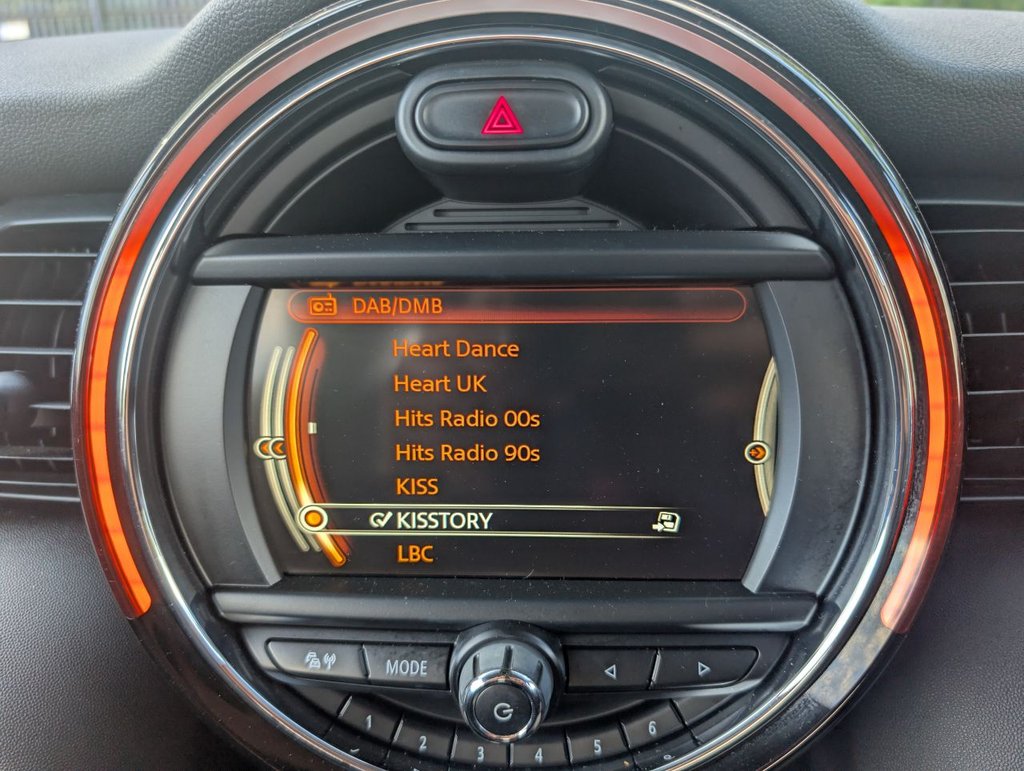 DAB/DMB
Heart Dance
Heart UK
Hits Radio 00s
Hits Radio 90s
KISS
KISSTORY
LBC
MODE
1
2
3
4
5
6